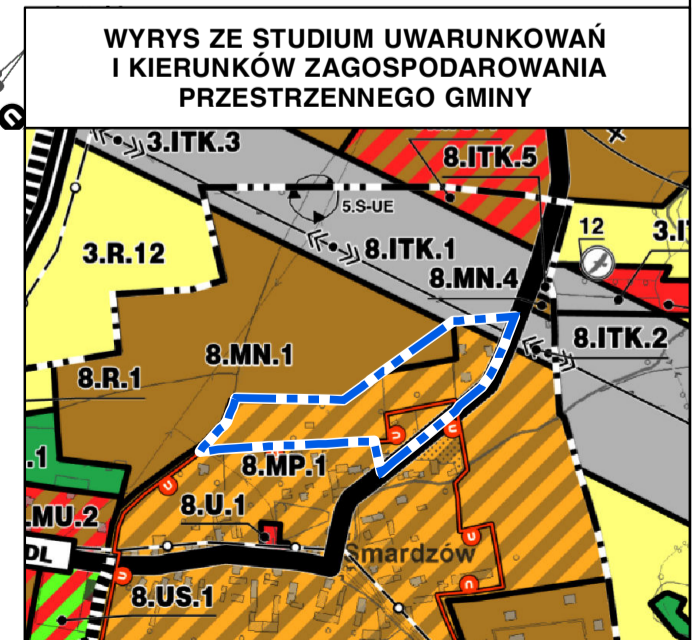 WYRYS ZE STUDIUM UWARUNKOWAŃ
I KIERUNKÓW ZAGOSPODAROWANIA
PRZESTRZENNEGO GMINY
3.ITK.3
8.ITK.5
5.S-UE
12
3.R.12
8.ITK.1
8.MN.4
8.ITK.2
8.MN.1
8.R.1
.1
8.MP.1
.MU.2
8.U.1
DL
Smardzów
8.US.1